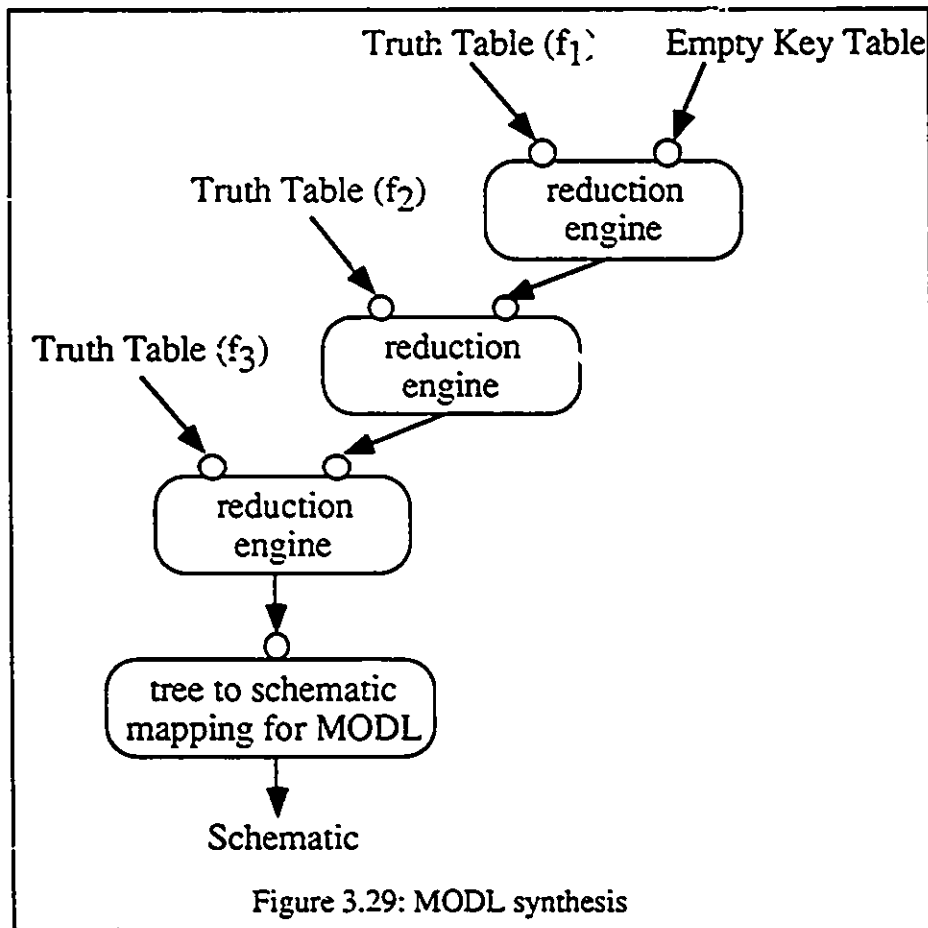 Truth Table (f1)
Empty Key Table
reduction
engine
Truth Table (f2)
reduction
engine
Truth Table (f3)
reduction
engine
tree to schematic
mapping for MODL
Schematic
Figure 3.29: MODL synthesis